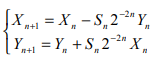 X_{n+1} = X_n − S_n 2^{−2n} Y_n
Y_{n+1} = Y_n + S_n 2^{−2n} X_n